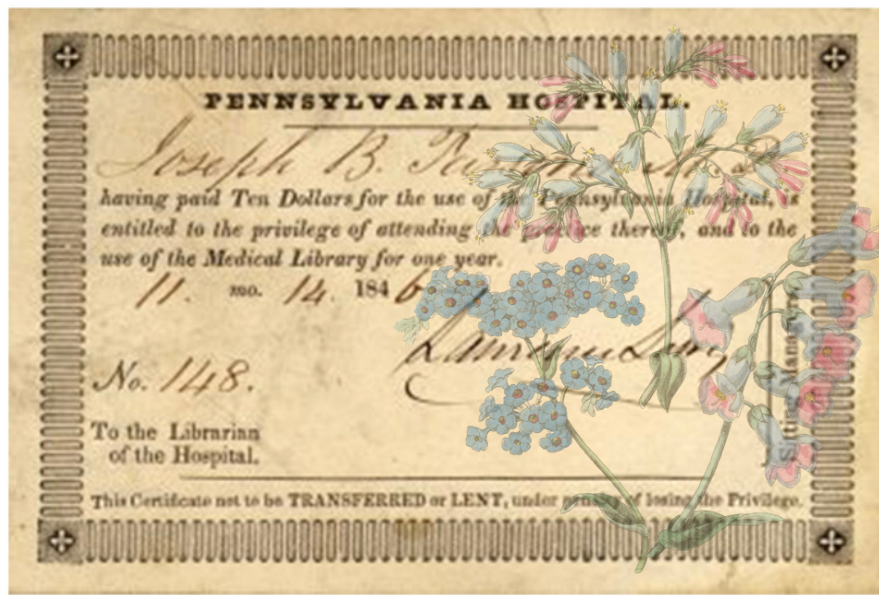 PENNSYLVANIA HOSPITAL.
Joseph B.
having paid Ten Dollars for the use of the Pennsylvania Hospital, is
entitled to the privilege of attending the practice thereof, and to the
use of the Medical Library for one year.
11. mo. 14. 1846
No. 148.
To the Librarian
of the Hospital.
This Certificate not to be TRANSFERRED or LENT, under penalty of losing the Privilege.